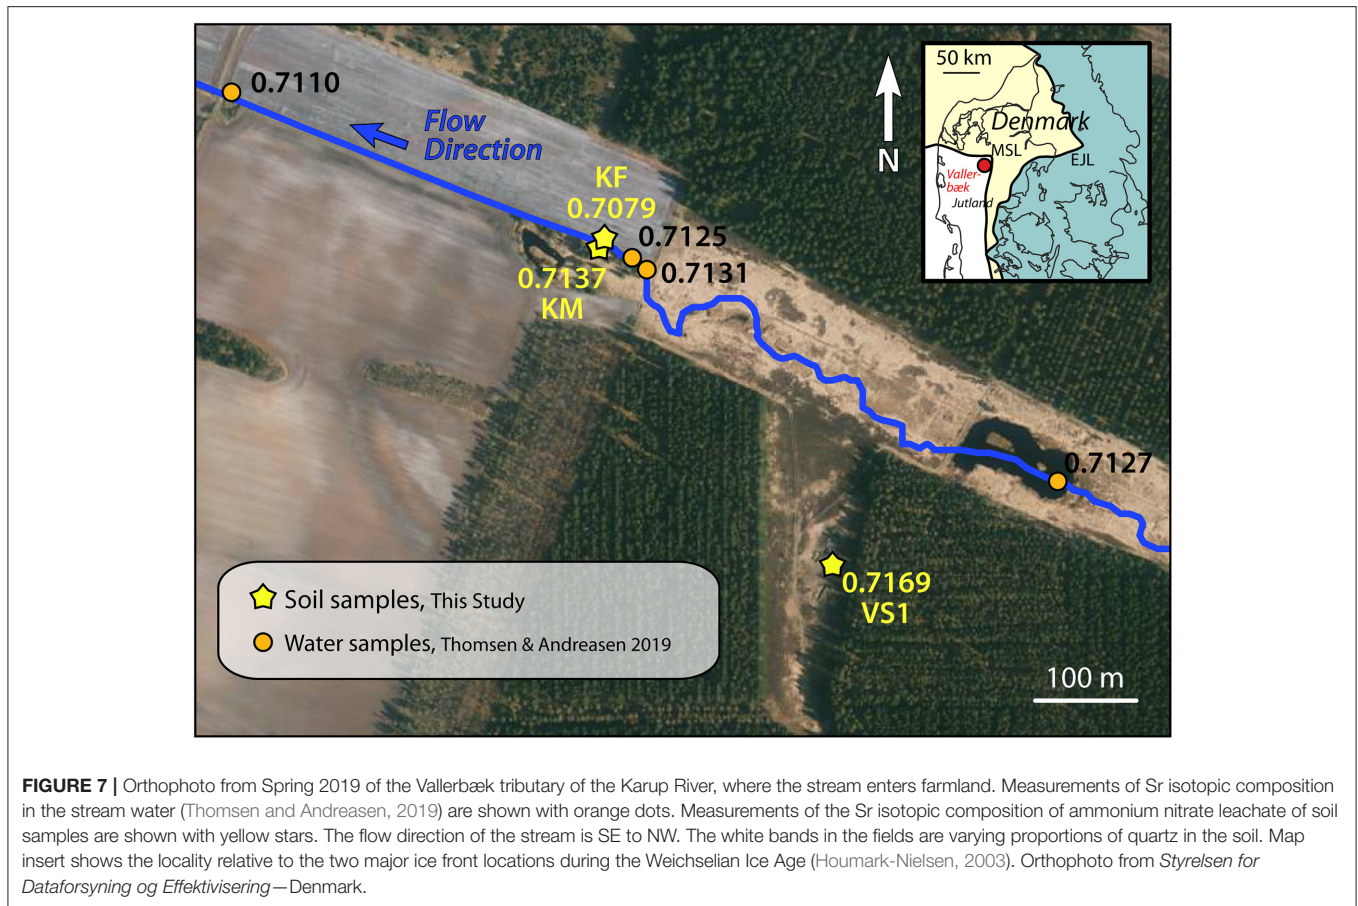 0.7110
Flow
Direction
KF
0.7079
0.7125
0.7131
0.7137
KM
0.7127
0.7169
VS1
N
50 km
Denmark
MSL
EJL
Valler-
bæk
Jutland
Soil samples, This Study
Water samples, Thomsen & Andreasen 2019
100 m
FIGURE 7 | Orthophoto from Spring 2019 of the Vallerbæk tributary of the Karup River, where the stream enters farmland. Measurements of Sr isotopic composition
in the stream water (Thomsen and Andreasen, 2019) are shown with orange dots. Measurements of the Sr isotopic composition of ammonium nitrate leachate of soil
samples are shown with yellow stars. The flow direction of the stream is SE to NW. The white bands in the fields are varying proportions of quartz in the soil. Map
insert shows the locality relative to the two major ice front locations during the Weichselian Ice Age (Houmark-Nielsen, 2003). Orthophoto from Styrelsen for
Dataforsyning og Effektivisering—Denmark.